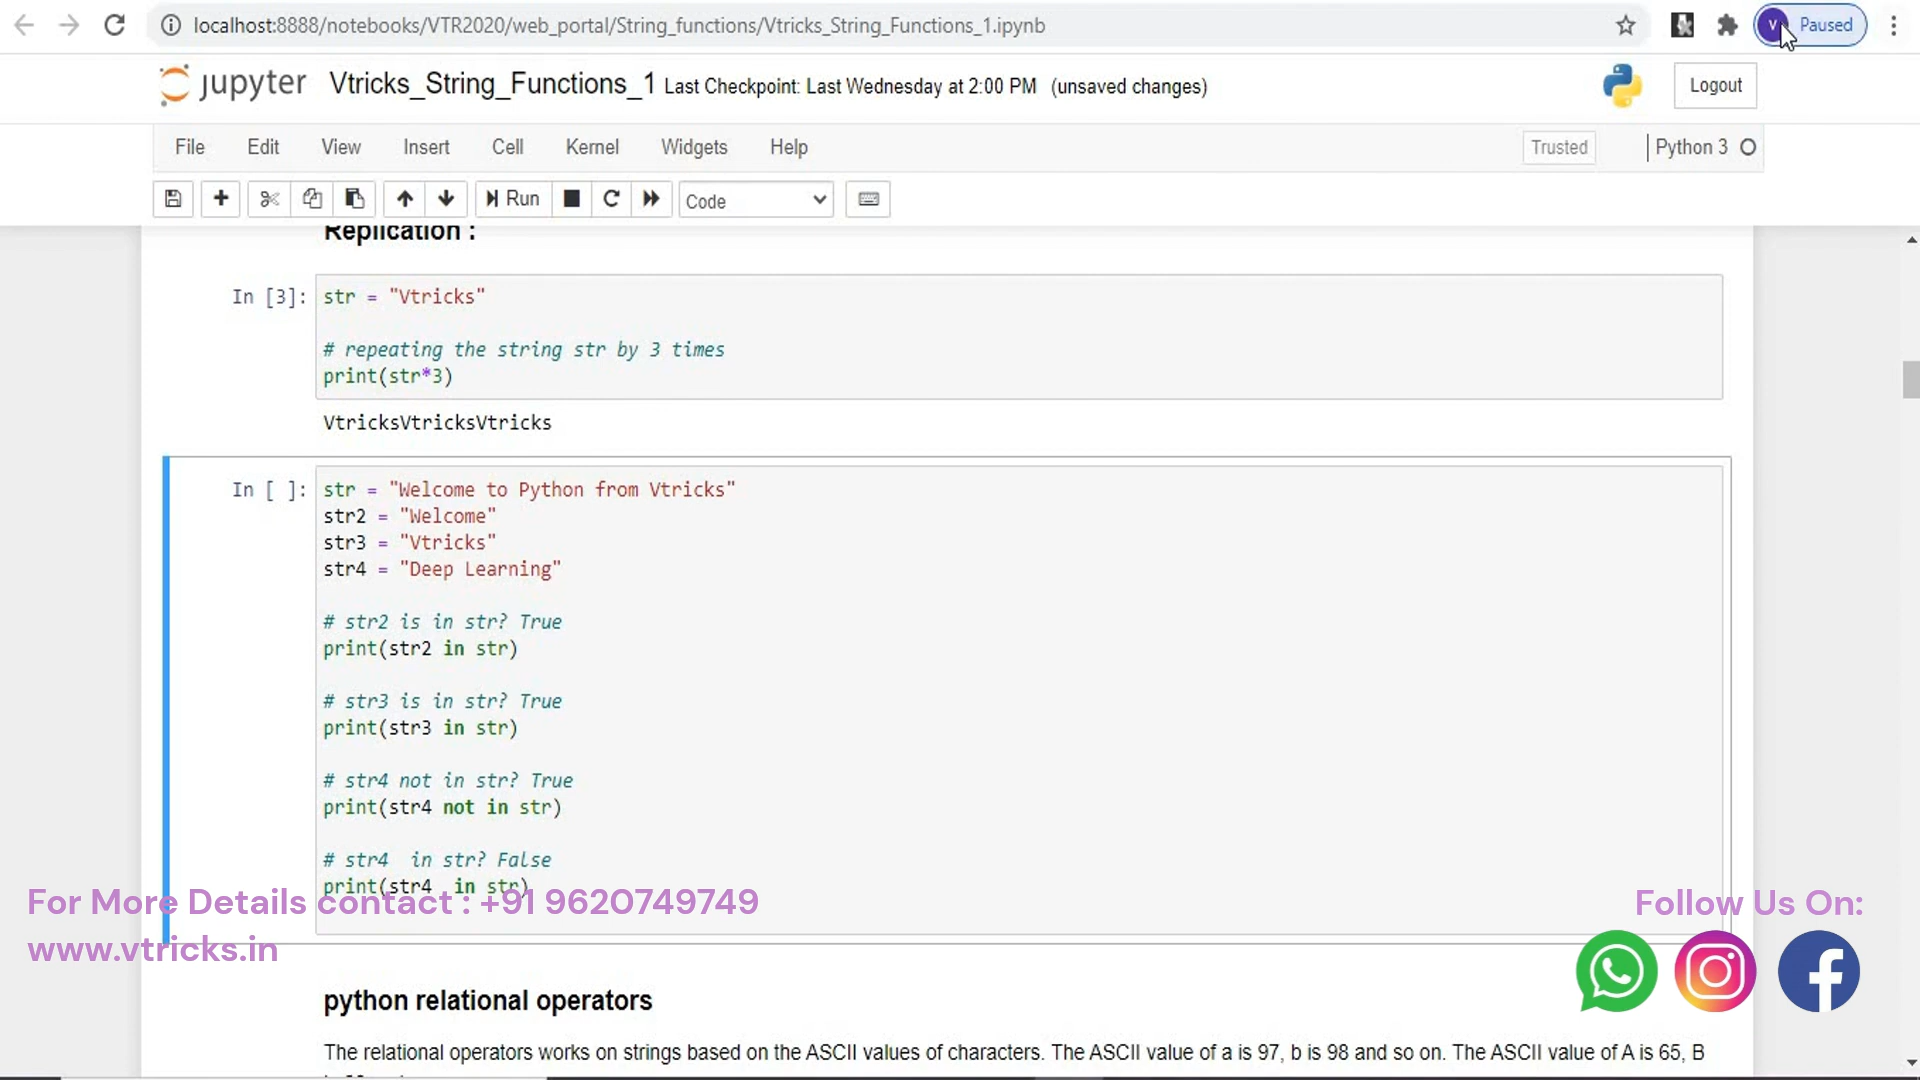 localhost:8888/notebooks/VTR2020/web_portal/String_functions/Vtricks_String_Functions_1.ipynb
V Paused
jupyter Vtricks_String_Functions_1 Last Checkpoint: Last Wednesday at 2:00 PM (unsaved changes)
Logout
File Edit View Insert Cell Kernel Widgets Help
Trusted
Python 3
Run
Code
Replication :
In [3]: str = "Vtricks"
# repeating the string str by 3 times
print(str*3)
VtricksVtricksVtricks
In [ ]: str = "Welcome to Python from Vtricks"
str2 = "Welcome"
str3 = "Vtricks"
str4 = "Deep Learning"
# str2 is in str? True
print(str2 in str)
# str3 is in str? True
print(str3 in str)
# str4 not in str? True
print(str4 not in str)
# str4  in str? False
print(str4  in str)
For More Details contact : +91 9620749749
www.vtricks.in
Follow Us On:
python relational operators
The relational operators works on strings based on the ASCII values of characters. The ASCII value of a is 97, b is 98 and so on. The ASCII value of A is 65, B